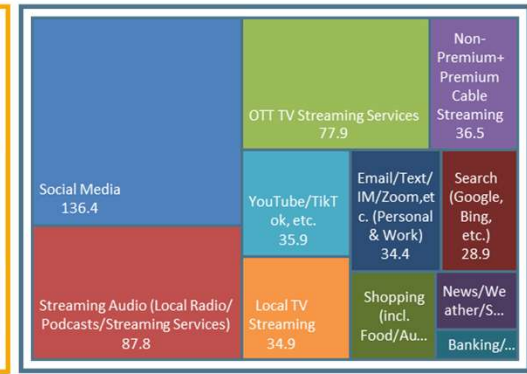 Social Media
136.4
Streaming Audio (Local Radio/
Podcasts/Streaming Services)
87.8
OTT TV Streaming Services
77.9
Non-
Premium+
Premium
Cable
Streaming
36.5
YouTube/TikT
ok, etc.
35.9
Local TV
Streaming
34.9
Email/Text/
IM/Zoom,et
c. (Personal
& Work)
34.4
Search
(Google,
Bing,
etc.)
28.9
Shopping
(incl.
Food/Au...
News/We
ather/S...
Banking/...